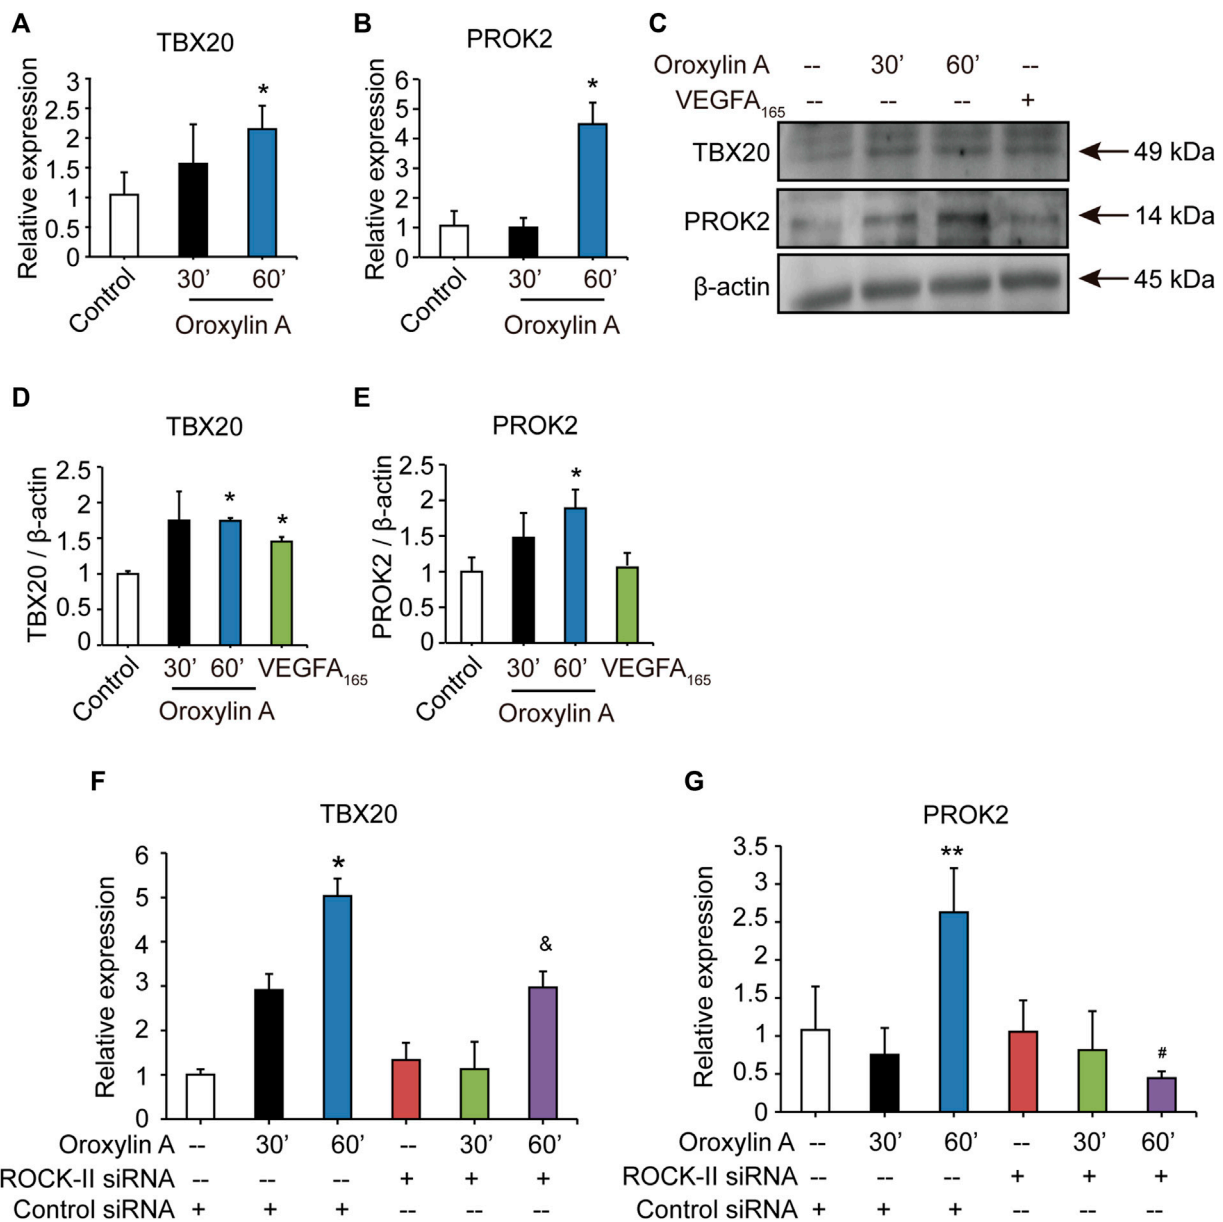 A
TBX20
Relative expression
3
2.5
2
1.5
1
0.5
0
Control
30’
60’
Oroxylin A
*
B
PROK2
Relative expression
6
5
4
3
2
1
0
Control
30’
60’
Oroxylin A
*
C
Oroxylin A -- 30’ 60’ --
VEGFA165 -- -- -- +
TBX20 49 kDa
PROK2 14 kDa
β-actin 45 kDa
D
TBX20
TBX20 / β-actin
2.5
2
1.5
1
0.5
0
* *
Control
30’ 60’ VEGFA165
Oroxylin A
E
PROK2
PROK2 / β-actin
2.5
2
1.5
1
0.5
0
*
Control
30’ 60’ VEGFA165
Oroxylin A
F
TBX20
Relative expression
6
5
4
3
2
1
0
* &
Oroxylin A -- 30’ 60’ -- 30’ 60’
ROCK-II siRNA -- -- -- + + +
Control siRNA + + + -- -- --
G
PROK2
Relative expression
3.5
3
2.5
2
1.5
1
0.5
0
** #
Oroxylin A -- 30’ 60’ -- 30’ 60’
ROCK-II siRNA -- -- -- + + +
Control siRNA + + + -- -- --